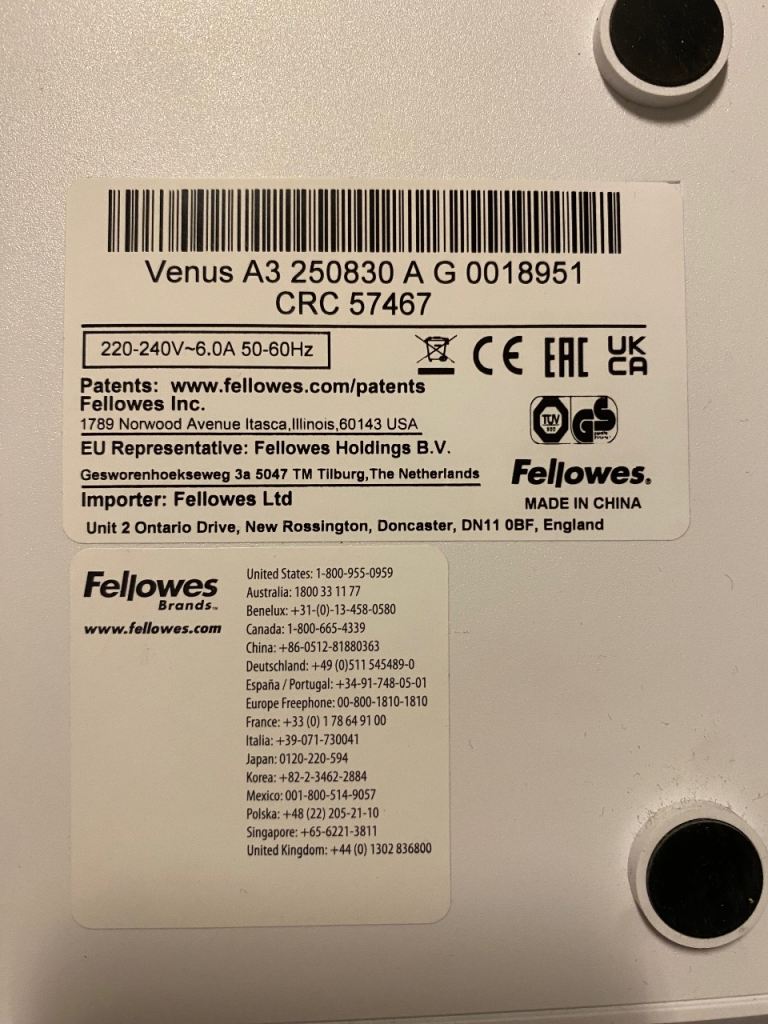 Venus A3 250830 A G 0018951
CRC 57467
220-240V~6.0A 50-60Hz
CE EAC UK CA
Patents: www.fellowes.com/patents
Fellowes Inc.
1789 Norwood Avenue Itasca,Illinois,60143 USA
TÜV GS
EU Representative: Fellowes Holdings B.V.
Gesworenhoekseweg 3a 5047 TM Tilburg,The Netherlands
Fellowes.
Importer: Fellowes Ltd
MADE IN CHINA
Unit 2 Ontario Drive, New Rossington, Doncaster, DN11 0BF, England
Fellowes
Brands™
www.fellowes.com
United States: 1-800-955-0959
Australia: 1800 33 11 77
Benelux: +31-(0)-13-458-0580
Canada: 1-800-665-4339
China: +86-0512-81880363
Deutschland: +49 (0)511 545489-0
España / Portugal: +34-91-748-05-01
Europe Freephone: 00-800-1810-1810
France: +33 (0) 1 78 64 91 00
Italia: +39-071-730041
Japan: 0120-220-594
Korea: +82-2-3462-2884
Mexico: 001-800-514-9057
Polska: +48 (22) 205-21-10
Singapore: +65-6221-3811
United Kingdom: +44 (0) 1302 836800